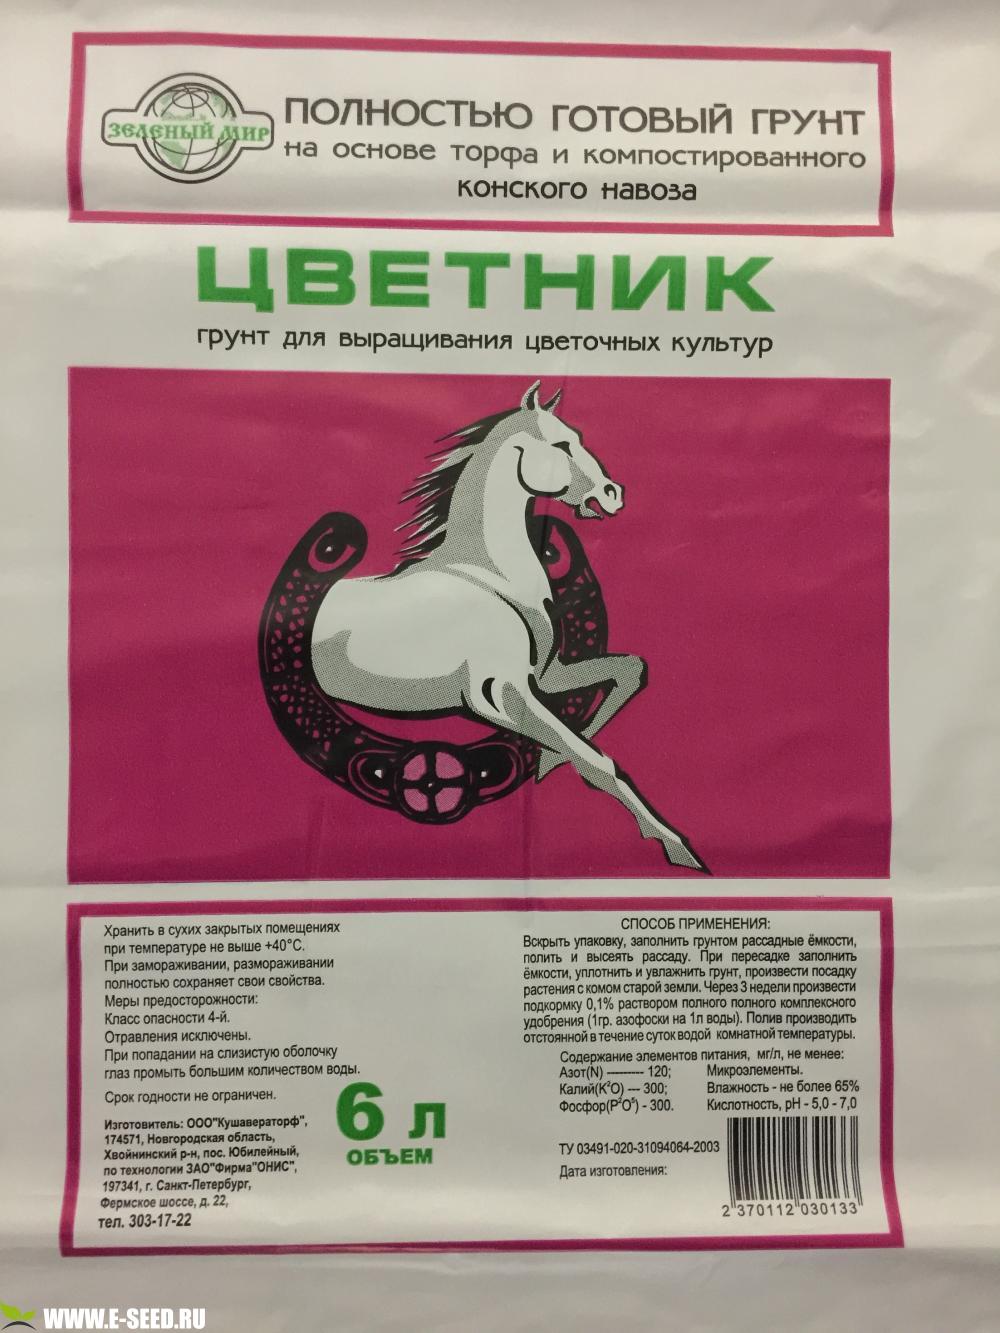 ЗЕЛЕНЫЙ МИР
ПОЛНОСТЬЮ ГОТОВЫЙ ГРУНТ
на основе торфа и компостированного
конского навоза
ЦВЕТНИК
грунт для выращивания цветочных культур
Хранить в сухих закрытых помещениях
при температуре не выше +40°С.
При замораживании, размораживании
полностью сохраняет свои свойства.
Меры предосторожности:
Класс опасности 4-й.
Отравления исключены.
При попадании на слизистую оболочку
глаз промыть большим количеством воды.
Срок годности не ограничен.
Изготовитель: ООО"Кушавераторф",
174571, Новгородская область,
Хвойнинский р-н, пос. Юбилейный,
по технологии ЗАО"Фирма"ОНИС",
197341, г. Санкт-Петербург,
Фермское шоссе, д. 22,
тел. 303-17-22
6 л
ОБЪЕМ
СПОСОБ ПРИМЕНЕНИЯ:
Вскрыть упаковку, заполнить грунтом рассадные ёмкости,
полить и высеять рассаду. При пересадке заполнить
ёмкости, уплотнить и увлажнить грунт, произвести посадку
растения с комом старой земли. Через 3 недели произвести
подкормку 0,1% раствором полного полного комплексного
удобрения (1гр. азофоски на 1л воды). Полив производить
отстоянной в течение суток водой комнатной температуры.
Содержание элементов питания, мг/л, не менее:
Азот(N) --------- 120; Микроэлементы.
Калий(K²O) --- 300; Влажность - не более 65%
Фосфор(P²O⁵) - 300. Кислотность, pH - 5,0 - 7,0
ТУ 03491-020-31094064-2003
Дата изготовления:
2 370112 030133
WWW.E-SEED.RU